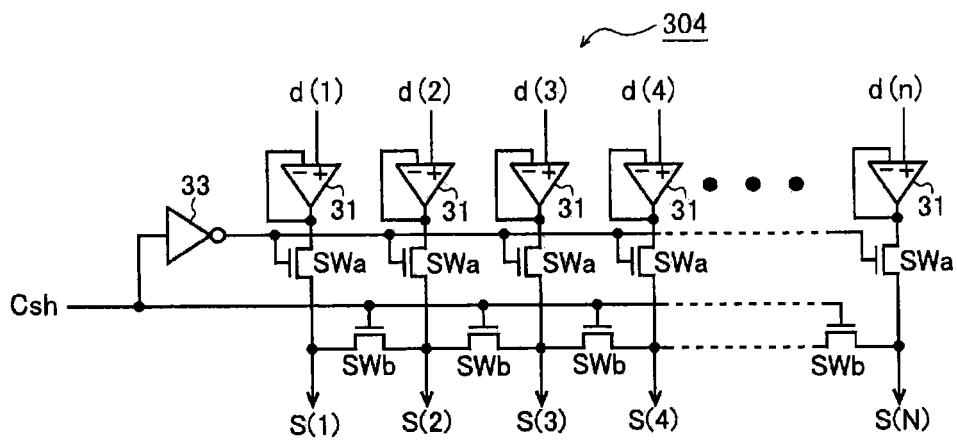 304
d(1) d(2) d(3) d(4) d(n)
33
− + − + − + − + − +
31 31 31 31 31
SWa SWa SWa SWa SWa
Csh
SWb SWb SWb SWb
S(1) S(2) S(3) S(4) S(N)